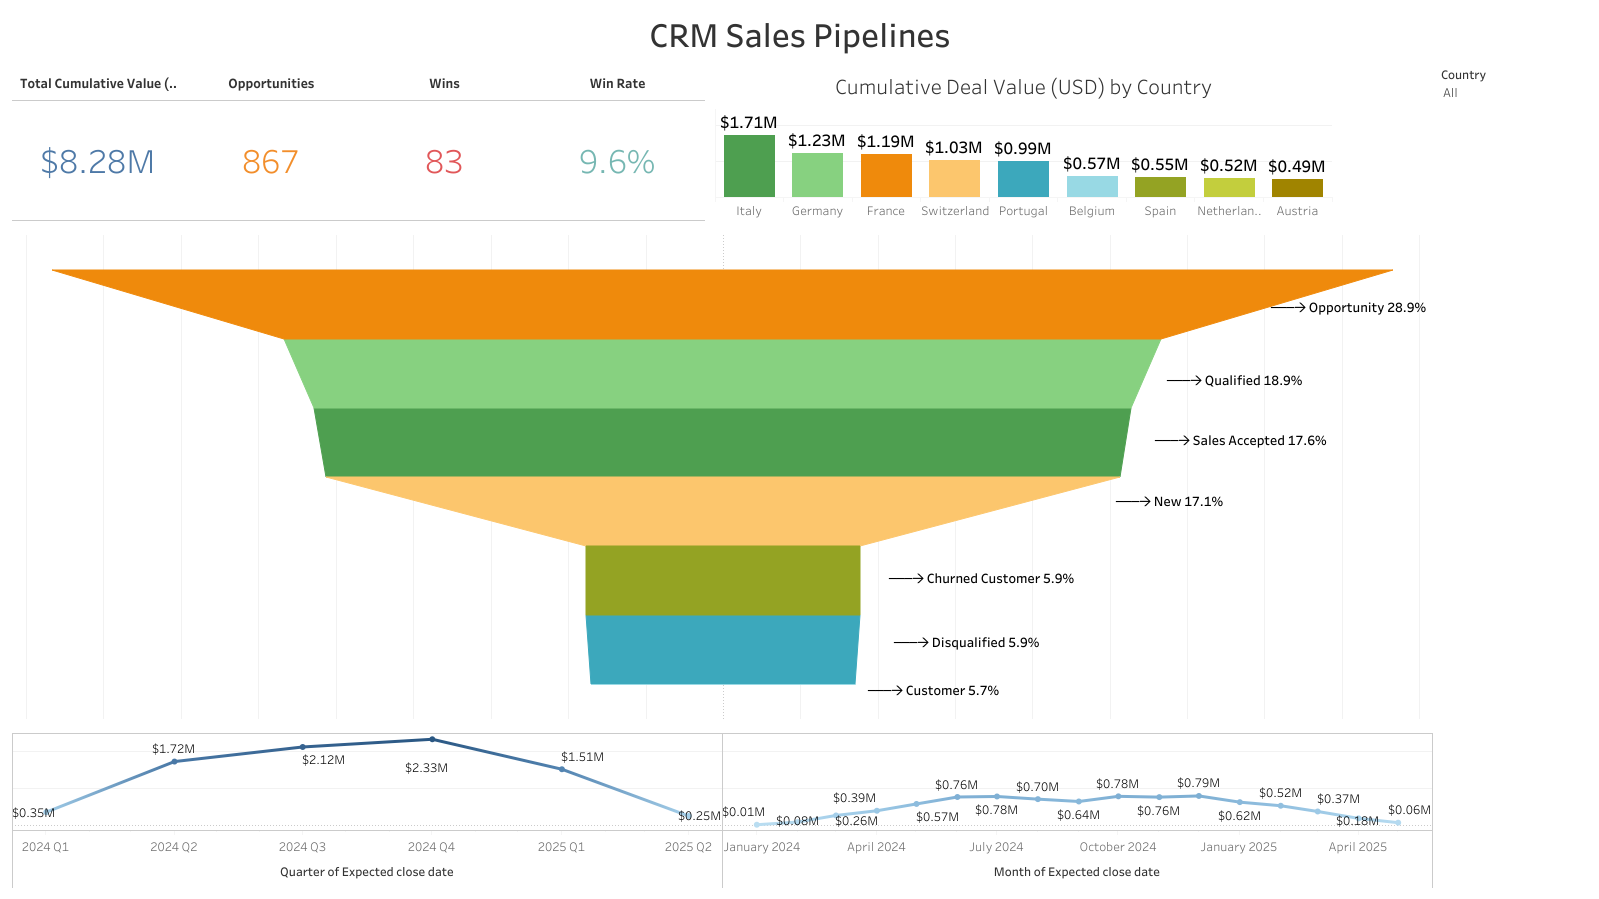 CRM Sales Pipelines
Total Cumulative Value (..
Opportunities
Wins
Win Rate
$8.28M
867
83
9.6%
Cumulative Deal Value (USD) by Country
$1.71M
$1.23M
$1.19M
$1.03M
$0.99M
$0.57M
$0.55M
$0.52M
$0.49M
Italy
Germany
France
Switzerland
Portugal
Belgium
Spain
Netherlan..
Austria
Country
All
Opportunity 28.9%
Qualified 18.9%
Sales Accepted 17.6%
New 17.1%
Churned Customer 5.9%
Disqualified 5.9%
Customer 5.7%
$0.35M
$1.72M
$2.12M
$2.33M
$1.51M
$0.25M
2024 Q1
2024 Q2
2024 Q3
2024 Q4
2025 Q1
2025 Q2
Quarter of Expected close date
$0.01M
$0.08M
$0.26M
$0.39M
$0.57M
$0.76M
$0.78M
$0.70M
$0.64M
$0.78M
$0.76M
$0.79M
$0.62M
$0.52M
$0.37M
$0.18M
$0.06M
January 2024
April 2024
July 2024
October 2024
January 2025
April 2025
Month of Expected close date